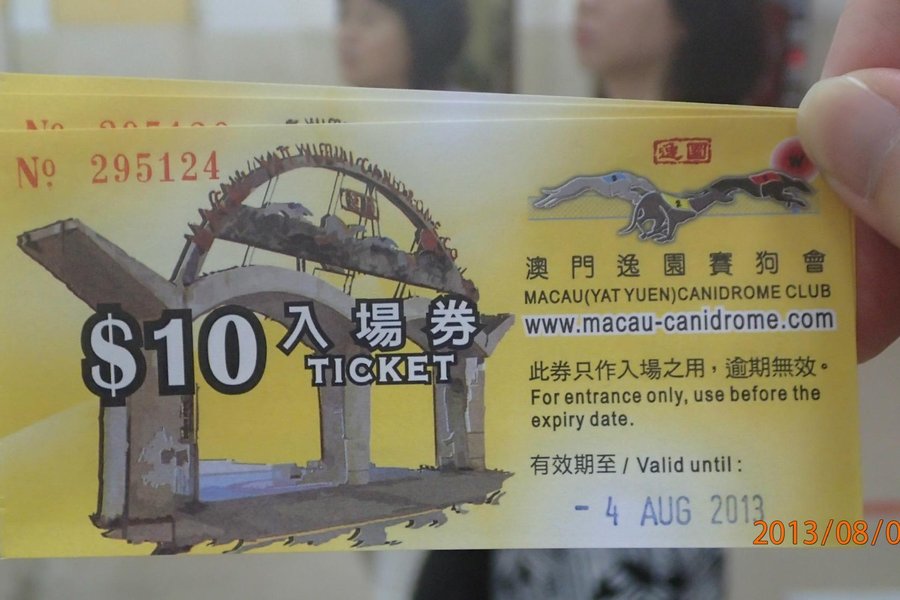 Nº 295124
逸園
$10 入場券
TICKET
澳門逸園賽狗會
MACAU(YAT YUEN)CANIDROME CLUB
www.macau-canidrome.com
此券只作入場之用，逾期無效。
For entrance only, use before the
expiry date.
有效期至 / Valid until :
- 4 AUG 2013
2013/08/0